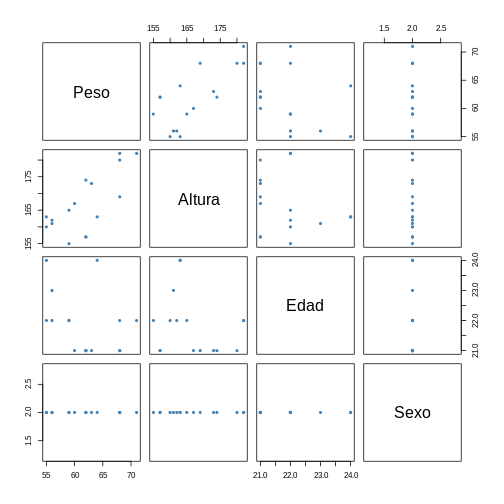 155 165 175 1.5 2.0 2.5
Peso
55 60 65 70
155 165 175
Altura
Edad
21.0 22.0 23.0 24.0
1.5 2.0 2.5
Sexo
55 60 65 70 21.0 22.0 23.0 24.0